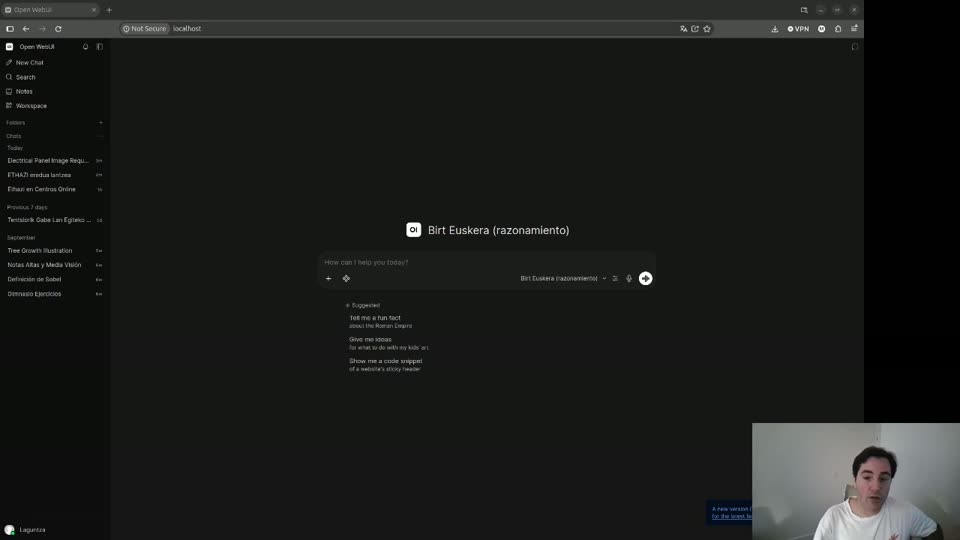 Open WebUI
Not Secure
localhost
VPN
Open WebUI
New Chat
Search
Notes
Workspace
Folders
Chats
Today
Electrical Panel Image Requ...
ETHAZI eredua lantzea
Ethazi en Centros Online
Previous 7 days
Tentsiorik Gabe Lan Egiteko ...
September
Tree Growth Illustration
Notas Altas y Media Visión
Definición de Sobel
Gimnasio Ejercicios
Laguntza
OI Birt Euskera (razonamiento)
How can I help you today?
Birt Euskera (razonamiento)
Suggested
Tell me a fun fact
about the Roman Empire
Give me ideas
for what to do with my kids' art
Show me a code snippet
of a website's sticky header
A new version
for the latest